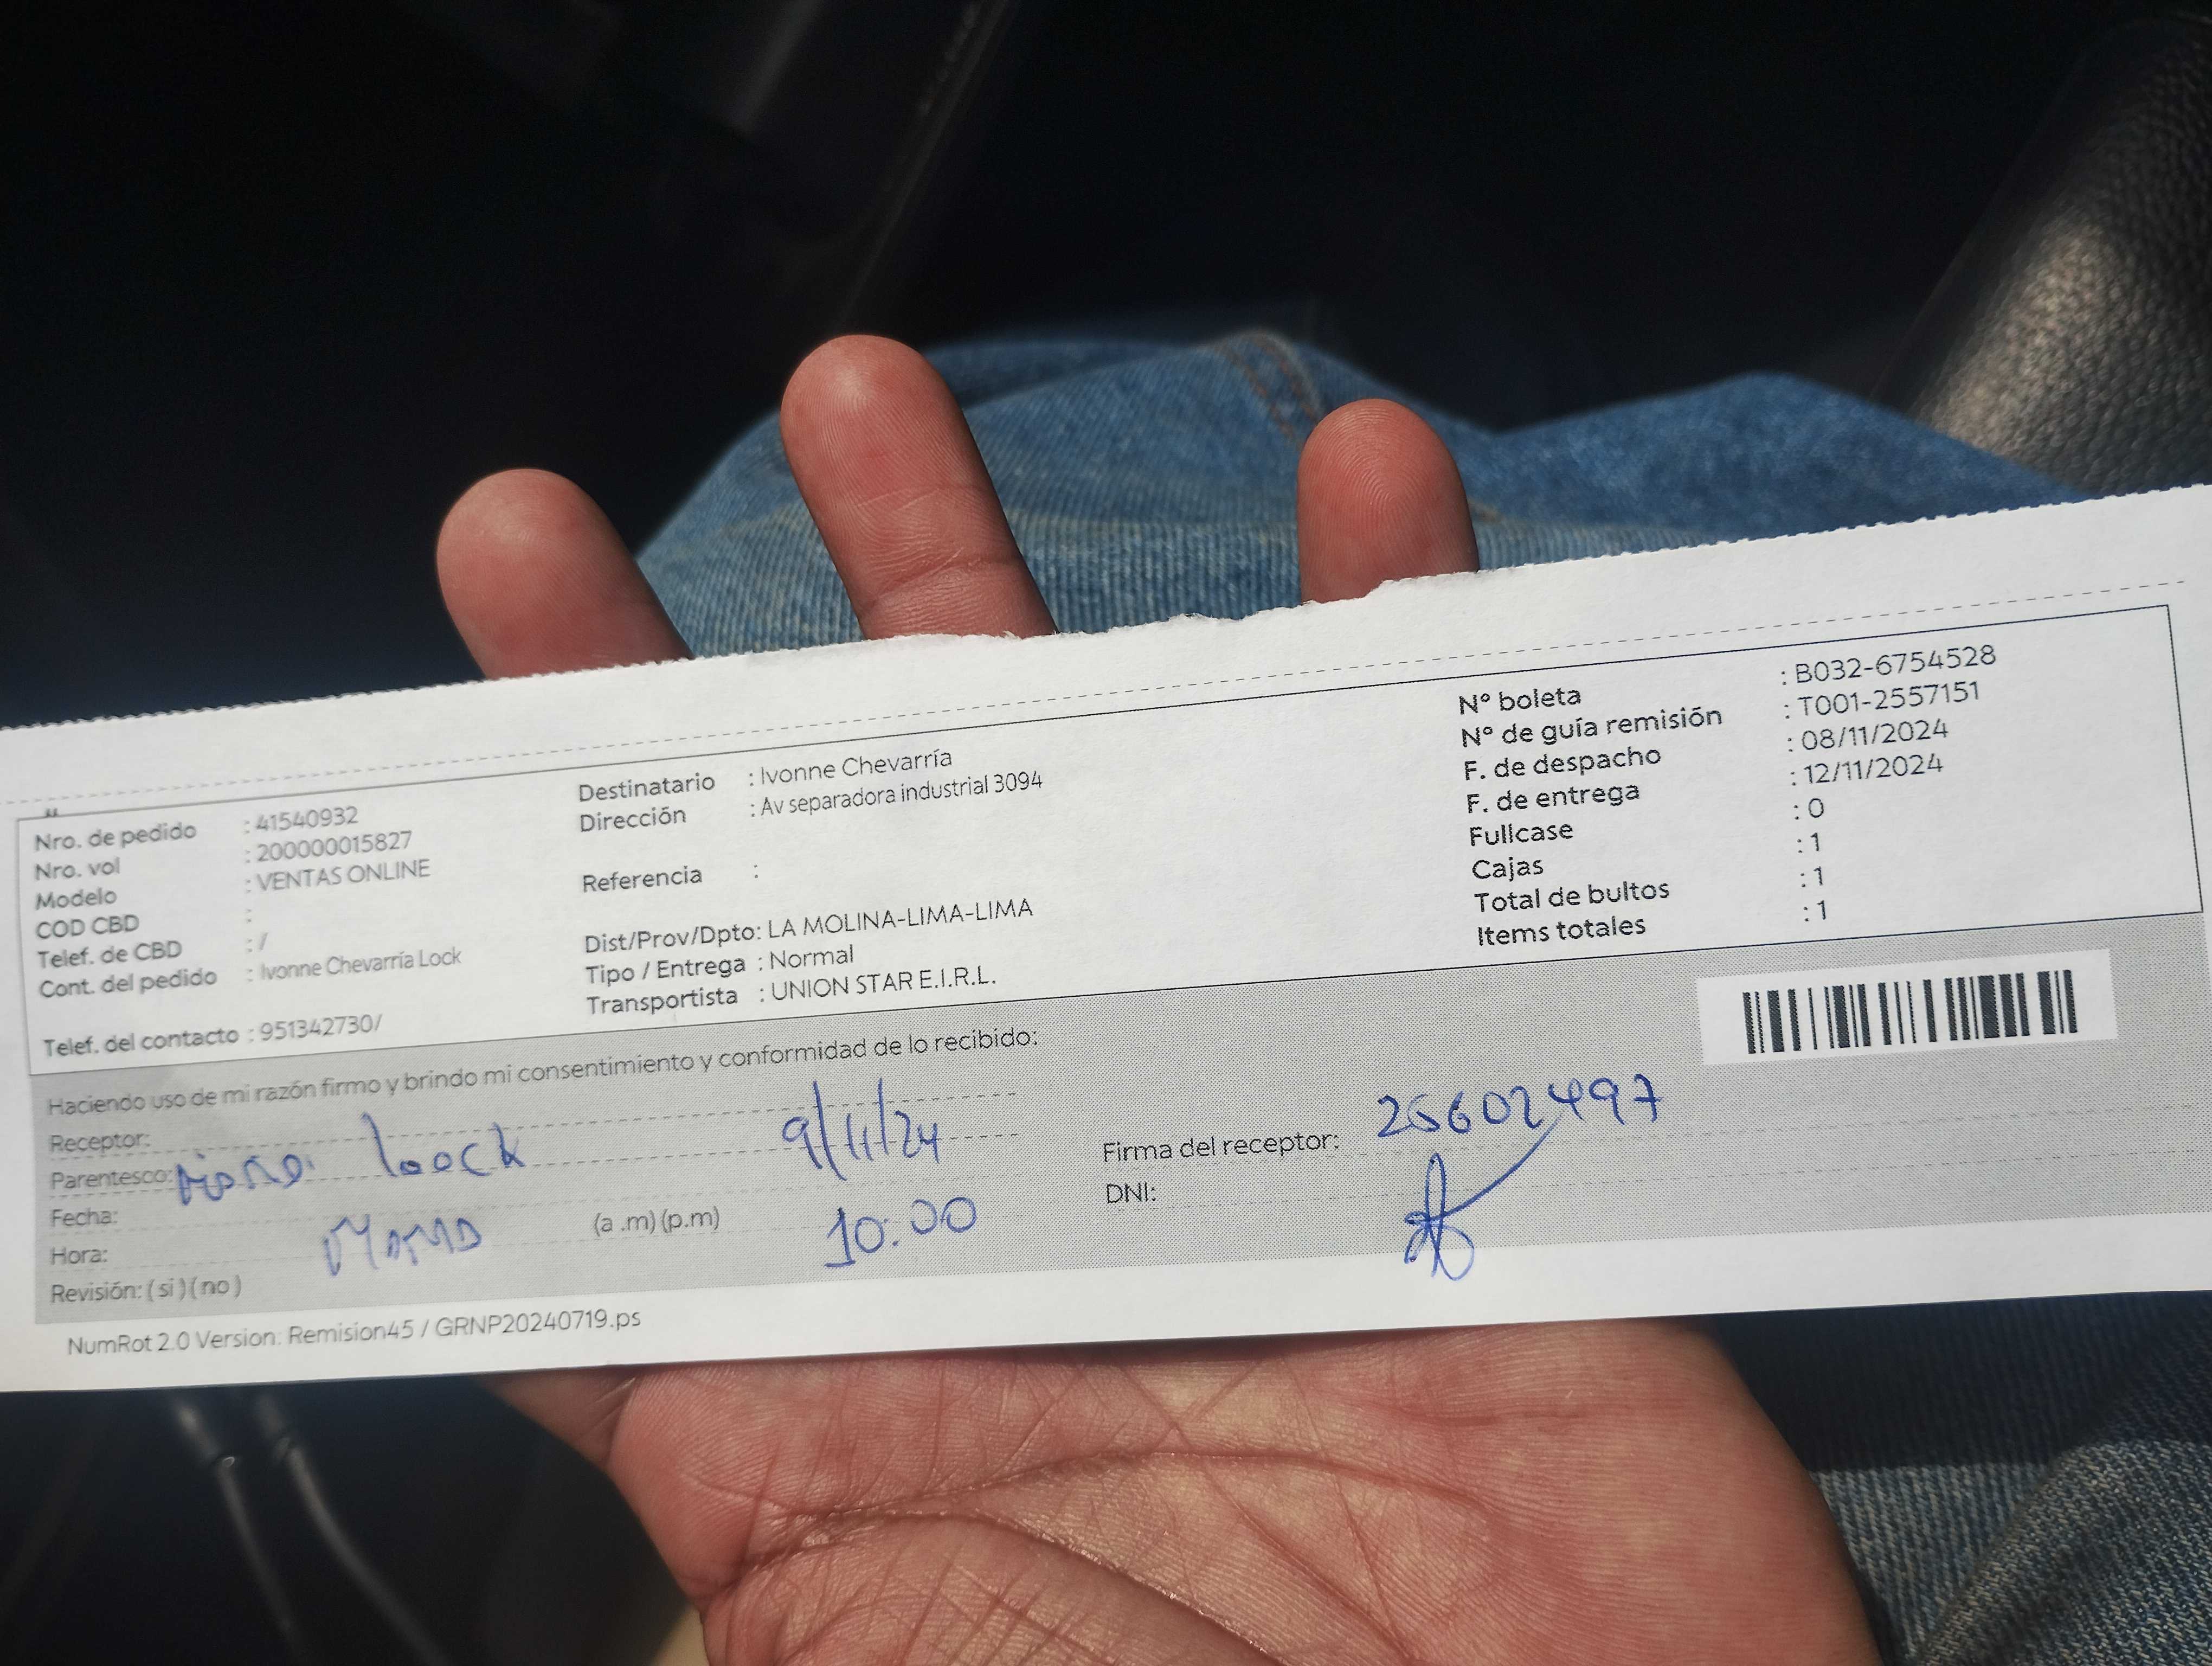 Nro. de pedido : 41540932
Nro. vol : 200000015827
Modelo : VENTAS ONLINE
COD CBD :
Telef. de CBD : /
Cont. del pedido : Ivonne Chevarría Lock
Telef. del contacto : 951342730/
Destinatario : Ivonne Chevarría
Dirección : Av separadora industrial 3094
Referencia :
Dist/Prov/Dpto: LA MOLINA-LIMA-LIMA
Tipo / Entrega : Normal
Transportista : UNION STAR E.I.R.L.
N° boleta : B032-6754528
N° de guía remisión : T001-2557151
F. de despacho : 08/11/2024
F. de entrega : 12/11/2024
Fullcase : 0
Cajas : 1
Total de bultos : 1
Items totales : 1
Haciendo uso de mi razón firmo y brindo mi consentimiento y conformidad de lo recibido:
Receptor:
Parentesco: loock 9/11/24
Fecha:
Hora: (a .m) (p.m) 10:00
Revisión: ( si ) ( no )
Firma del receptor: 256024497
DNI:
NumRot 2.0 Version: Remision45 / GRNP20240719.ps